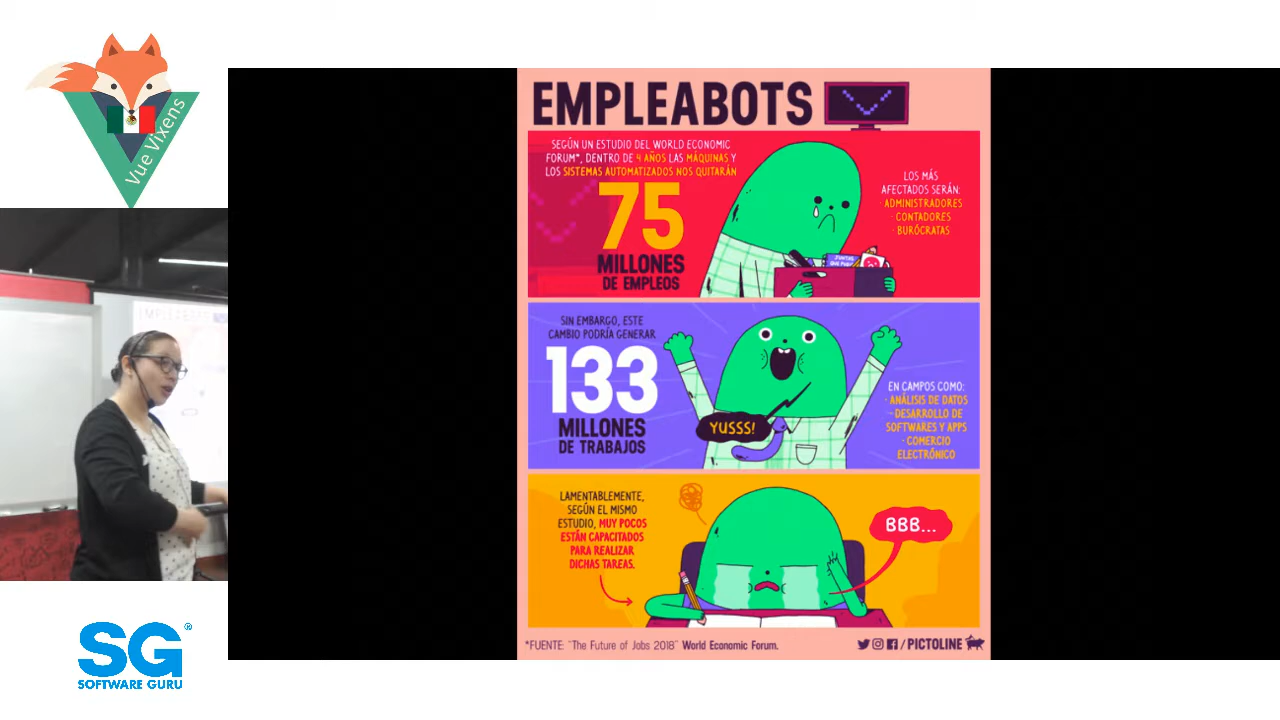 Vue Vixens
SG®
SOFTWARE GURU
EMPLEABOTS
SEGÚN UN ESTUDIO DEL WORLD ECONOMIC
FORUM*, DENTRO DE 4 AÑOS LAS MÁQUINAS Y
LOS SISTEMAS AUTOMATIZADOS NOS QUITARÁN
75
MILLONES
DE EMPLEOS
LOS MÁS
AFECTADOS SERÁN:
· ADMINISTRADORES
· CONTADORES
· BURÓCRATAS
SIN EMBARGO, ESTE
CAMBIO PODRÍA GENERAR
133
MILLONES
DE TRABAJOS
YUSSS!
EN CAMPOS COMO:
· ANÁLISIS DE DATOS
· DESARROLLO DE
SOFTWARES Y APPS
· COMERCIO
ELECTRÓNICO
LAMENTABLEMENTE,
SEGÚN EL MISMO
ESTUDIO, MUY POCOS
ESTÁN CAPACITADOS
PARA REALIZAR
DICHAS TAREAS.
BBB...
*FUENTE: "The Future of Jobs 2018" World Economic Forum.
/PICTOLINE